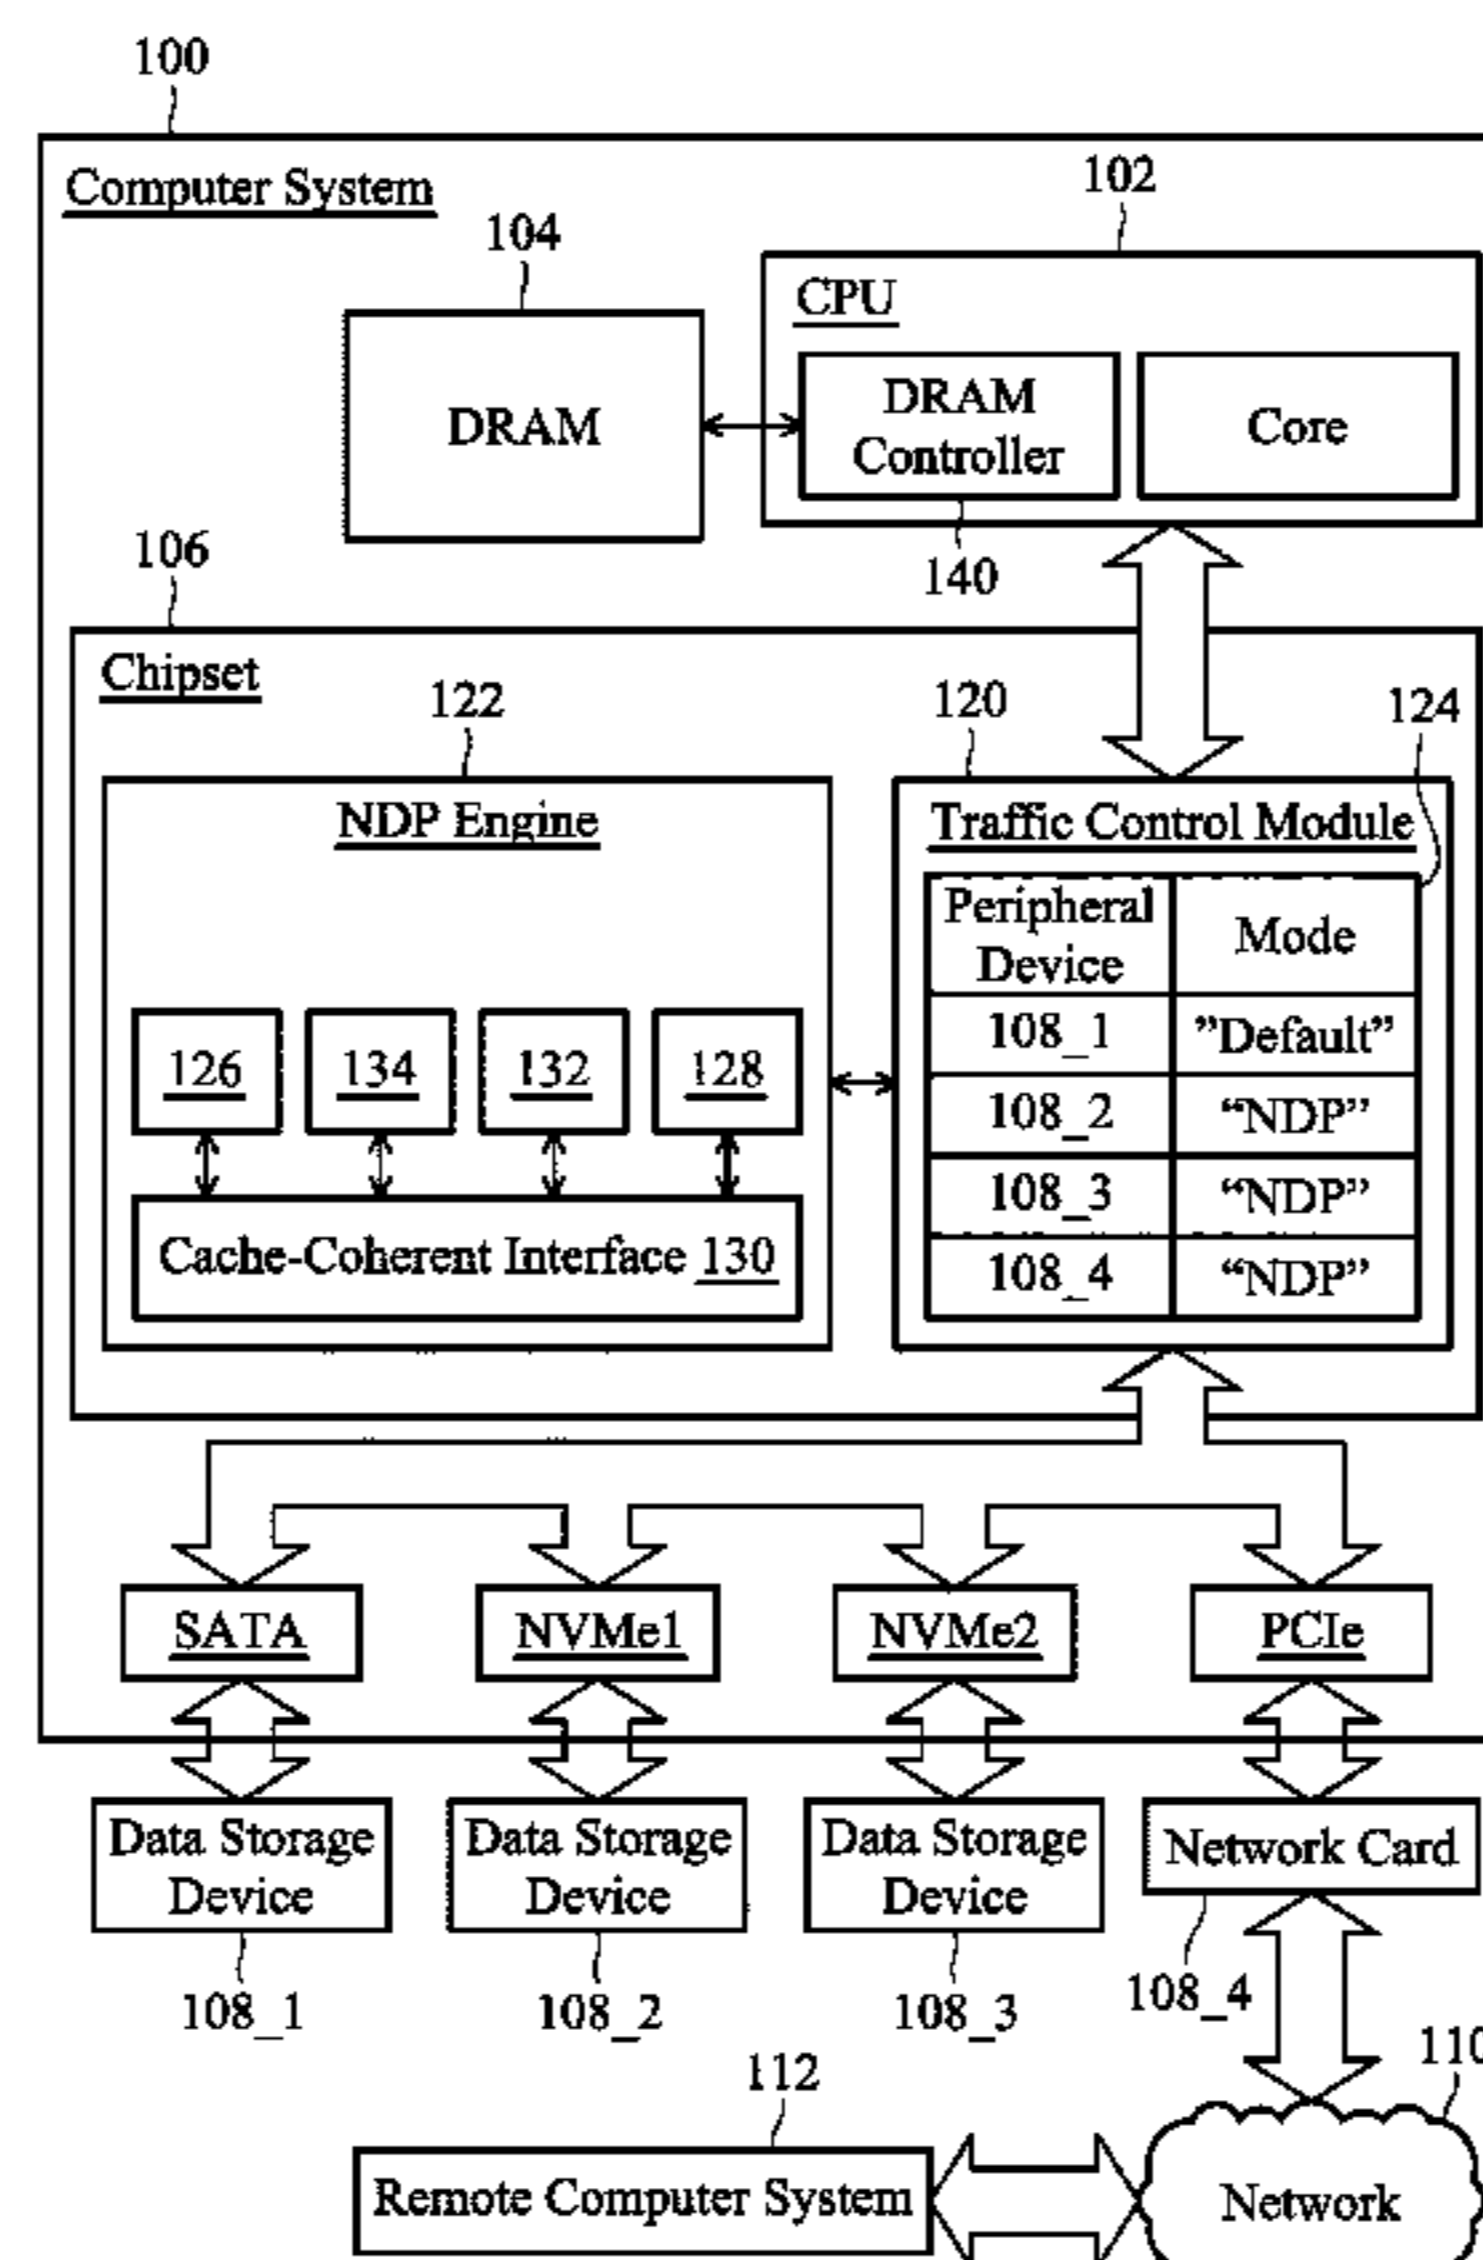 100
Computer System
102
104
CPU
DRAM
DRAM
Controller
Core
140
106
Chipset
122
120
124
NDP Engine
Traffic Control Module
Peripheral
Device
Mode
108_1
”Default”
108_2
“NDP”
108_3
“NDP”
108_4
“NDP”
126
134
132
128
Cache-Coherent Interface 130
SATA
NVMe1
NVMe2
PCIe
Data Storage
Device
Data Storage
Device
Data Storage
Device
Network Card
108_1
108_2
108_3
108_4
110
112
Remote Computer System
Network